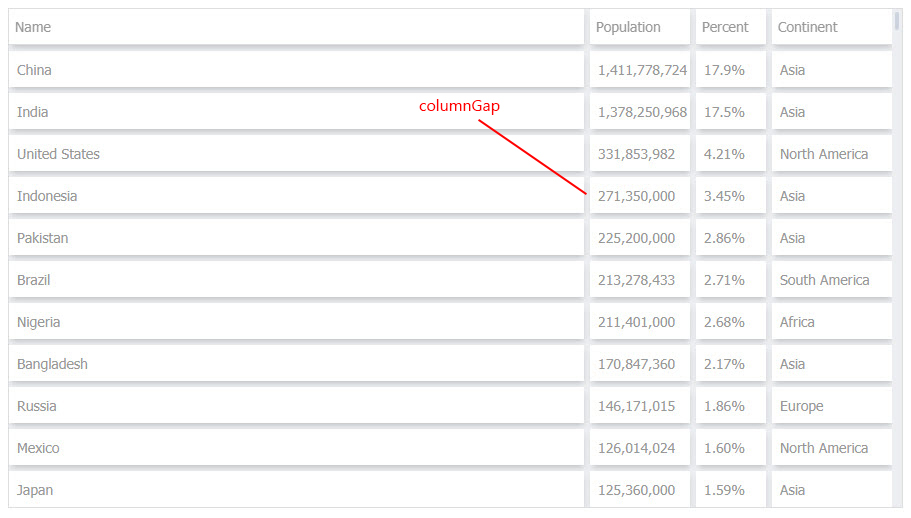 Name Population Percent Continent
China 1,411,778,724 17.9% Asia
India 1,378,250,968 17.5% Asia
columnGap
United States 331,853,982 4.21% North America
Indonesia 271,350,000 3.45% Asia
Pakistan 225,200,000 2.86% Asia
Brazil 213,278,433 2.71% South America
Nigeria 211,401,000 2.68% Africa
Bangladesh 170,847,360 2.17% Asia
Russia 146,171,015 1.86% Europe
Mexico 126,014,024 1.60% North America
Japan 125,360,000 1.59% Asia